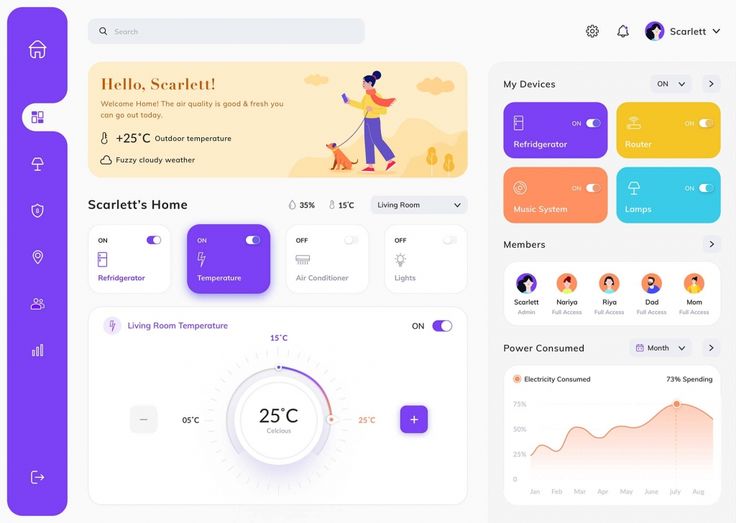 Search
Scarlett
Hello, Scarlett!
Welcome Home! The air quality is good & fresh you
can go out today.
+25°C Outdoor temperature
Fuzzy cloudy weather
Scarlett's Home
35%
15°C
Living Room
ON
Refridgerator
ON
Temperature
OFF
Air Conditioner
OFF
Lights
Living Room Temperature
ON
15°C
05°C
25°C
Celcious
25°C
My Devices
ON
ON
Refridgerator
ON
Router
ON
Music System
ON
Lamps
Members
Scarlett
Admin
Nariya
Full Access
Riya
Full Access
Dad
Full Access
Mom
Full Access
Power Consumed
Month
Electricity Consumed
73% Spending
75%
50%
25%
0
Jan Feb Mar Apr May June July Aug